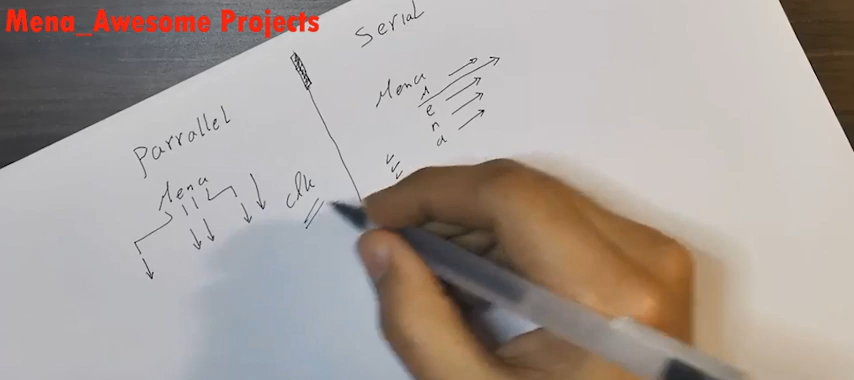 Mena_Awesome Projects
Serial
Mena
M
e
n
a
Parrallel
Mena
clk